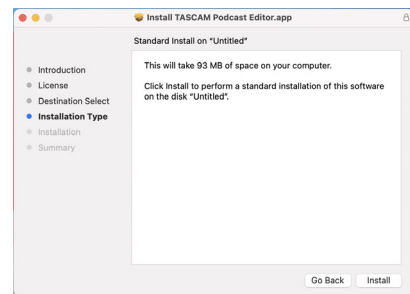 Install TASCAM Podcast Editor.app
Standard Install on “Untitled”
Introduction
License
Destination Select
Installation Type
Installation
Summary
This will take 93 MB of space on your computer.
Click Install to perform a standard installation of this software
on the disk “Untitled”.
Go Back
Install